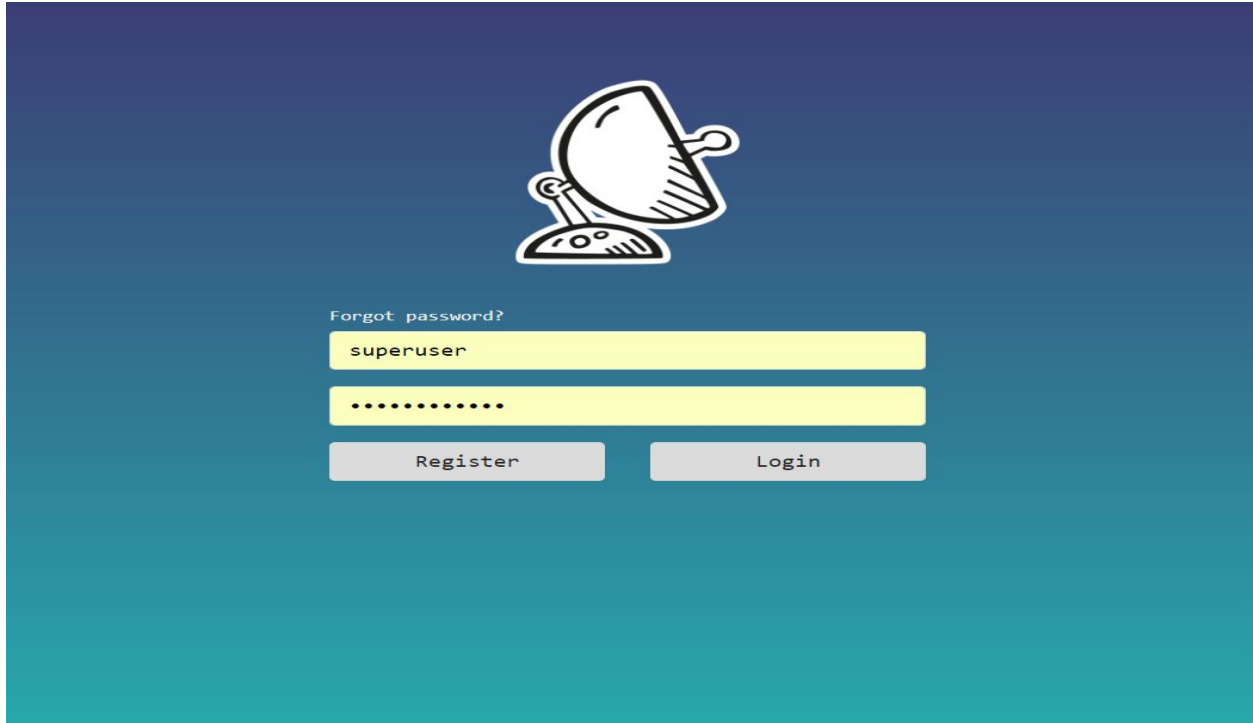 Forgot password?
superuser
••••••••••••
Register
Login